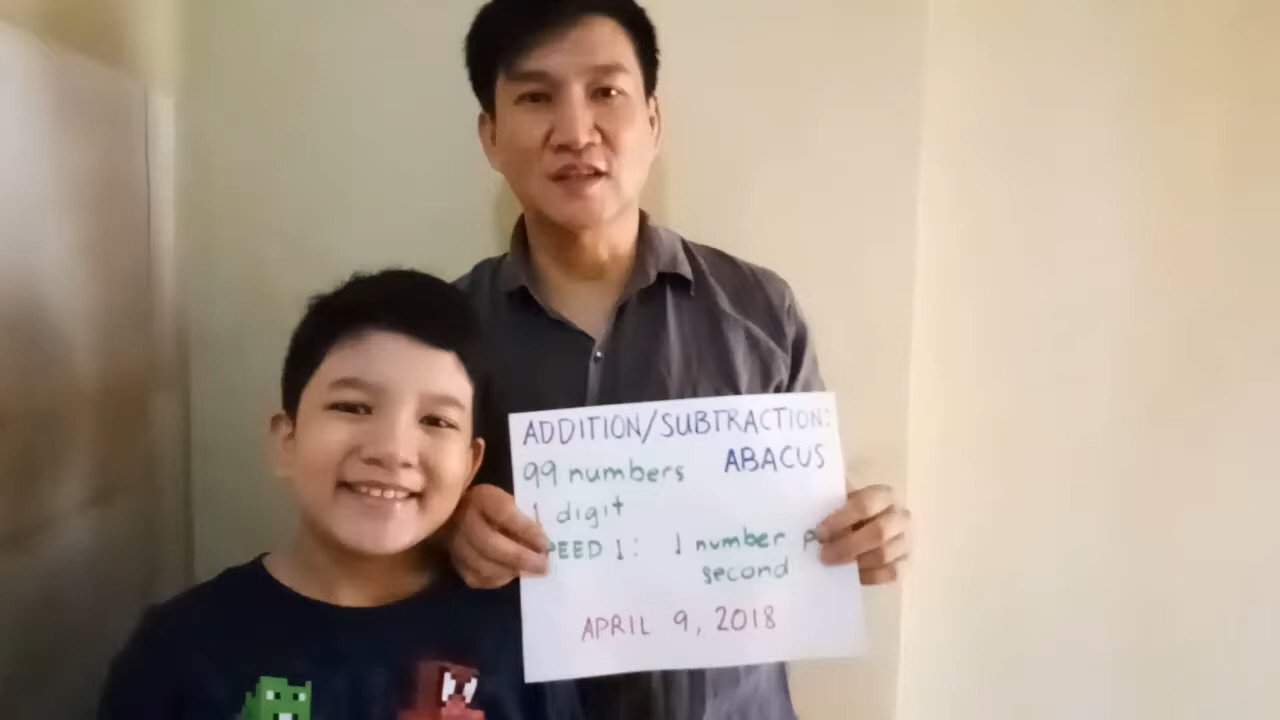 ADDITION/SUBTRACTION:
99 numbers ABACUS
1 digit
PEED 1: 1 number p
second
APRIL 9, 2018